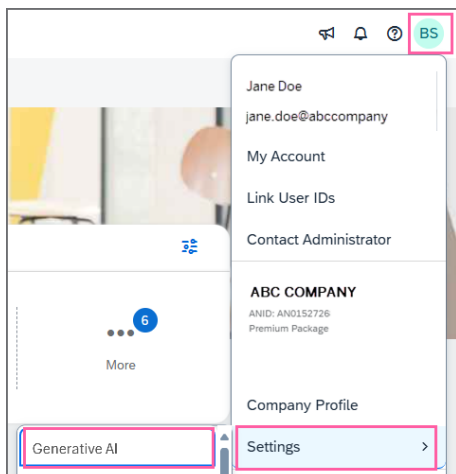 BS
Jane Doe
jane.doe@abccompany
My Account
Link User IDs
Contact Administrator
ABC COMPANY
ANID: AN0152726
Premium Package
6
More
Company Profile
Generative AI
Settings